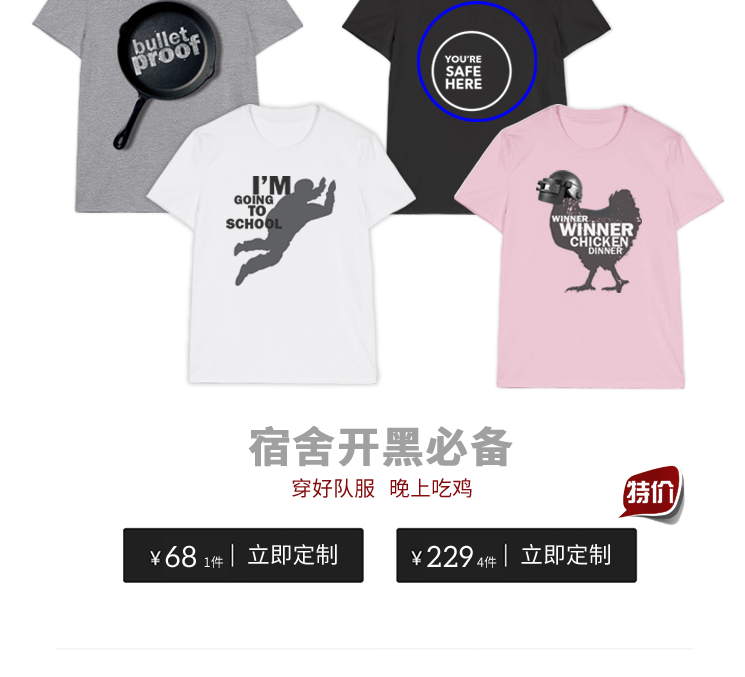 bullet
proof
YOU'RE
SAFE
HERE
I'M
GOING
TO
SCHOOL
WINNER
WINNER
CHICKEN
DINNER
宿舍开黑必备
穿好队服 晚上吃鸡
特价
¥68 1件 | 立即定制
¥229 4件 | 立即定制